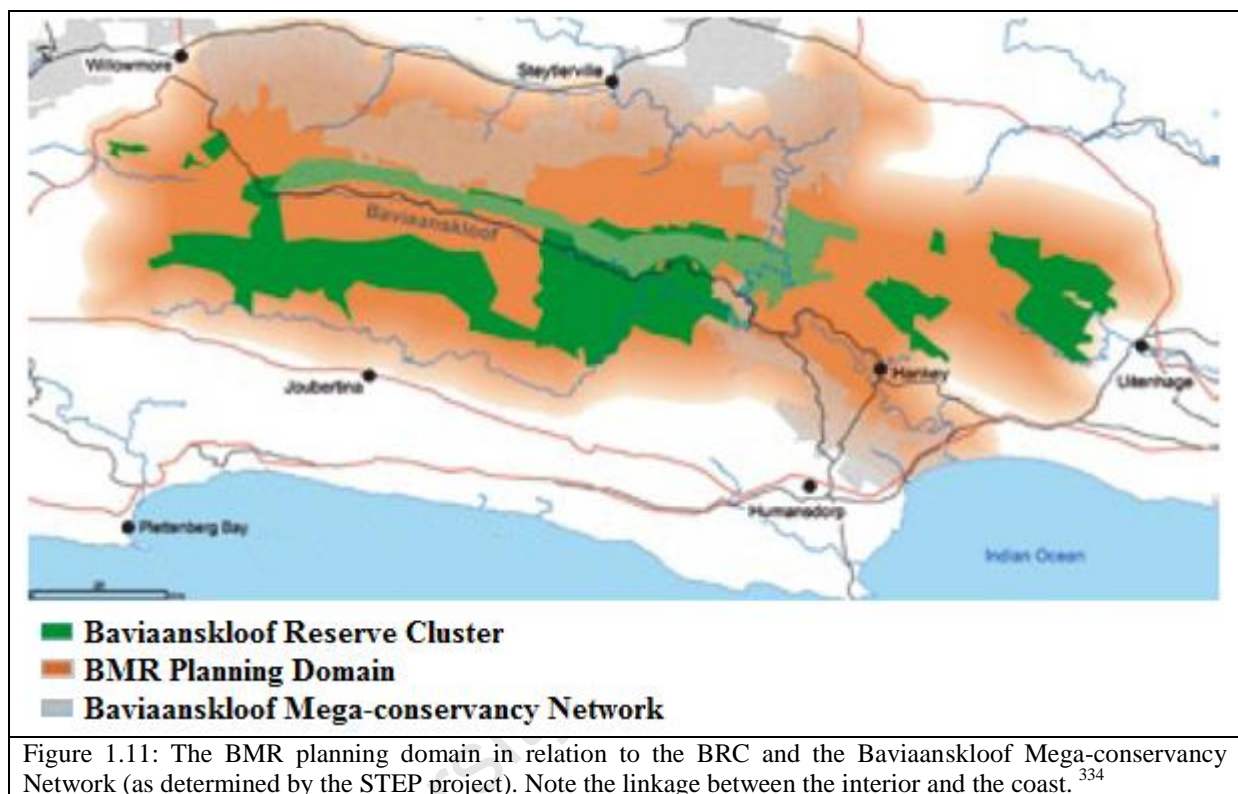 Willowmore
Steytlerville
Baviaanskloof
Joubertina
Hankey
Uitenhage
Humansdorp
Plettenberg Bay
Indian Ocean
Baviaanskloof Reserve Cluster
BMR Planning Domain
Baviaanskloof Mega-conservancy Network
Figure 1.11: The BMR planning domain in relation to the BRC and the Baviaanskloof Mega-conservancy
Network (as determined by the STEP project). Note the linkage between the interior and the coast. 334